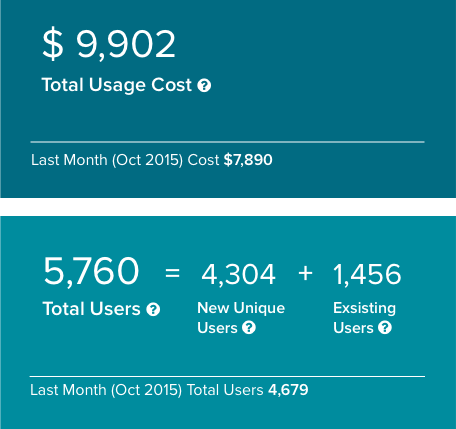 $ 9,902
Total Usage Cost ?
Last Month (Oct 2015) Cost $7,890
5,760 = 4,304 + 1,456
Total Users ? New Unique Users ? Exsisting Users ?
Last Month (Oct 2015) Total Users 4,679